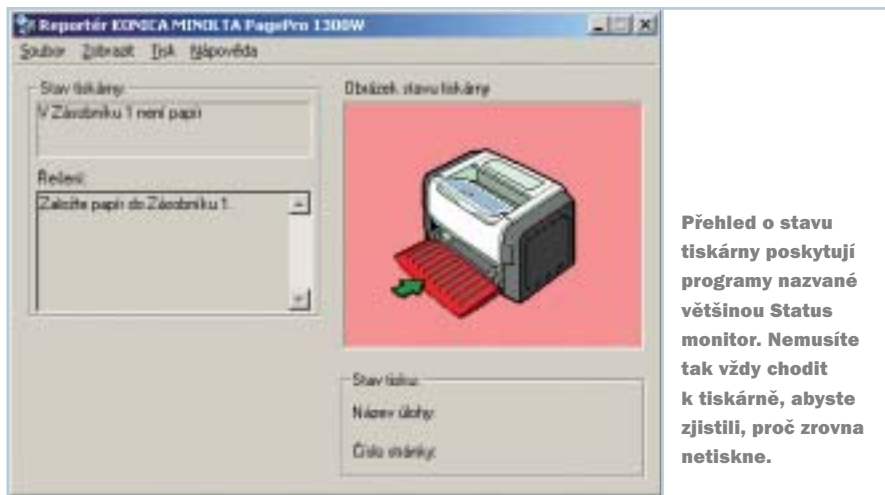 Reportér KONICA MINOLTA PagePro 1300W
Soubor Zobrazit Tisk Nápověda
Stav tiskárny:
V Zásobníku 1 není papír
Řešení:
Založte papír do Zásobníku 1.
Obrázek stavu tiskárny
Stav tisku:
Název úlohy:
Číslo stránky:
Přehled o stavu
tiskárny poskytují
programy nazvané
většinou Status
monitor. Nemusíte
tak vždy chodit
k tiskárně, abyste
zjistili, proč zrovna
netiskne.